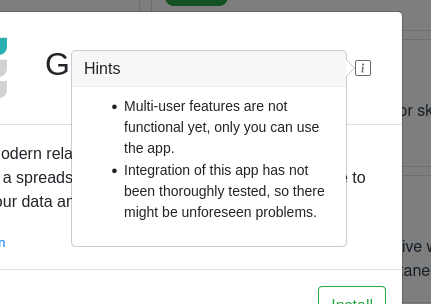 G
Hints
i
• Multi-user features are not
functional yet, only you can use
the app.
• Integration of this app has not
been thoroughly tested, so there
might be unforeseen problems.
or sk
odern rela
a spreads
e to
our data an
n
ive w
tane
Install